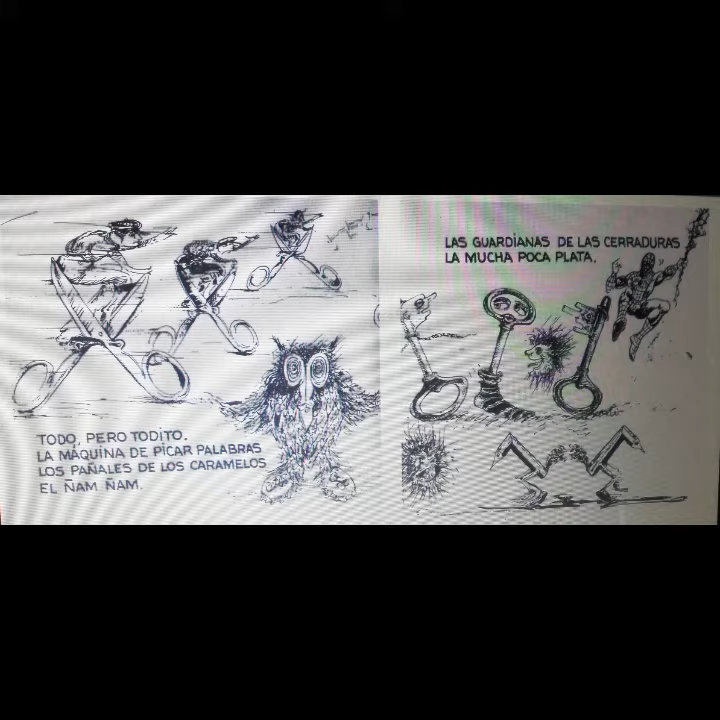 TODO, PERO TODITO.
LA MÁQUINA DE PICAR PALABRAS
LOS PAÑALES DE LOS CARAMELOS
EL ÑAM ÑAM.
LAS GUARDIANAS DE LAS CERRADURAS
LA MUCHA POCA PLATA.